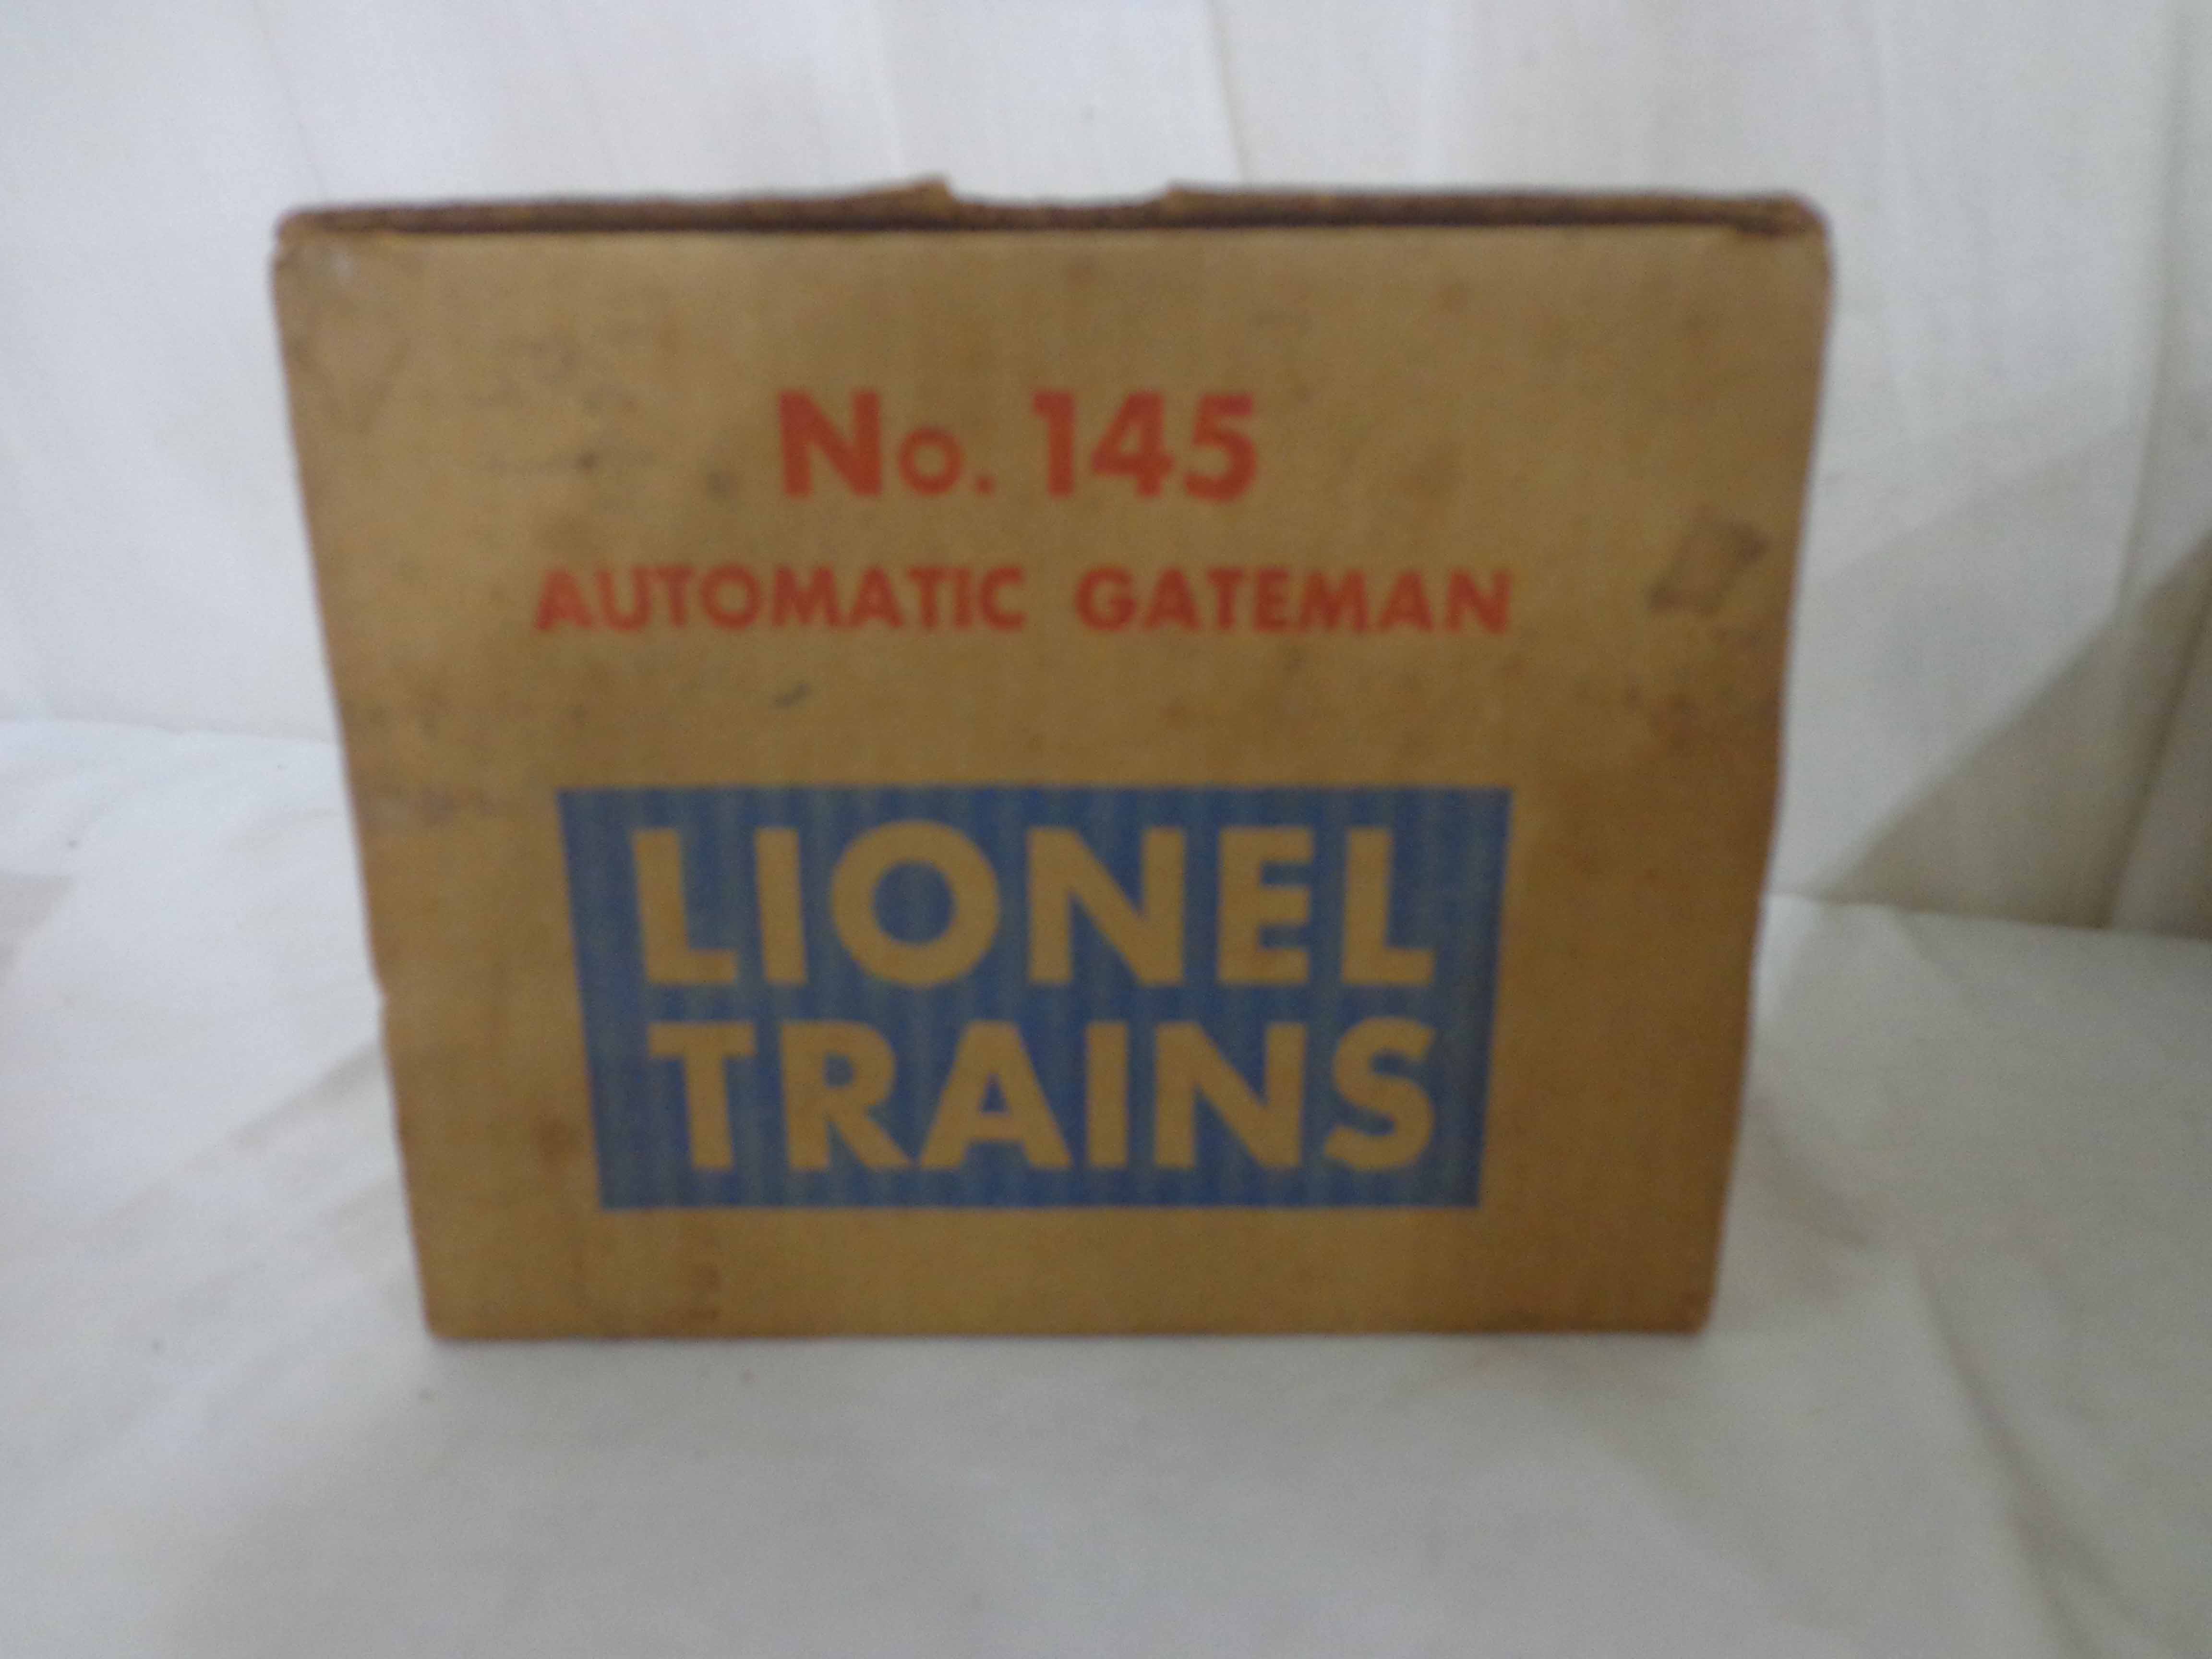 No. 145
AUTOMATIC GATEMAN
LIONEL
TRAINS